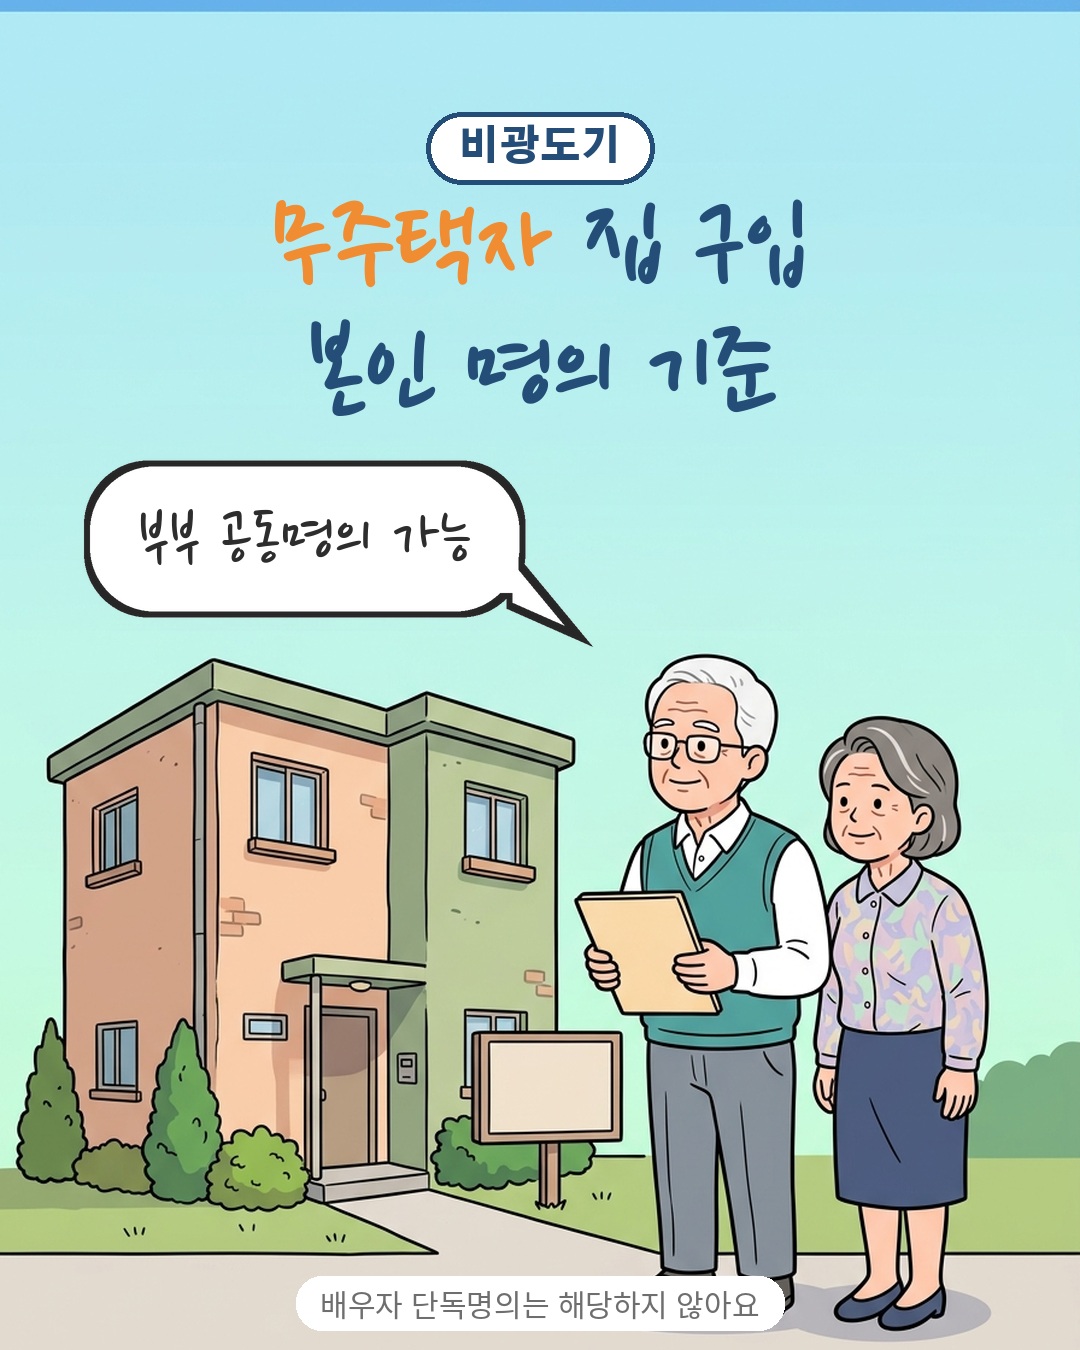 비광도기
무주택자 집 구입
본인 명의 기준
부부 공동명의 가능
배우자 단독명의는 해당하지 않아요